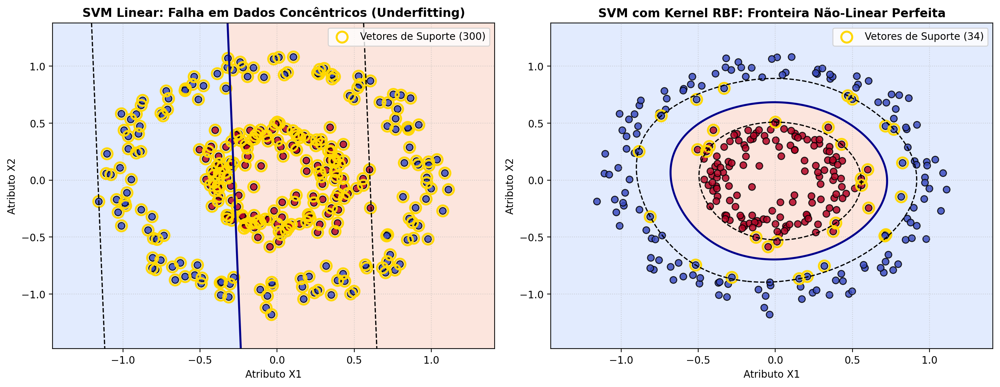 SVM Linear: Falha em Dados Concêntricos (Underfitting)
Vetores de Suporte (300)
1.0
0.5
0.0
−0.5
−1.0
Atributo X2
−1.0
−0.5
0.0
0.5
1.0
Atributo X1
SVM com Kernel RBF: Fronteira Não-Linear Perfeita
Vetores de Suporte (34)
1.0
0.5
0.0
−0.5
−1.0
Atributo X2
−1.0
−0.5
0.0
0.5
1.0
Atributo X1